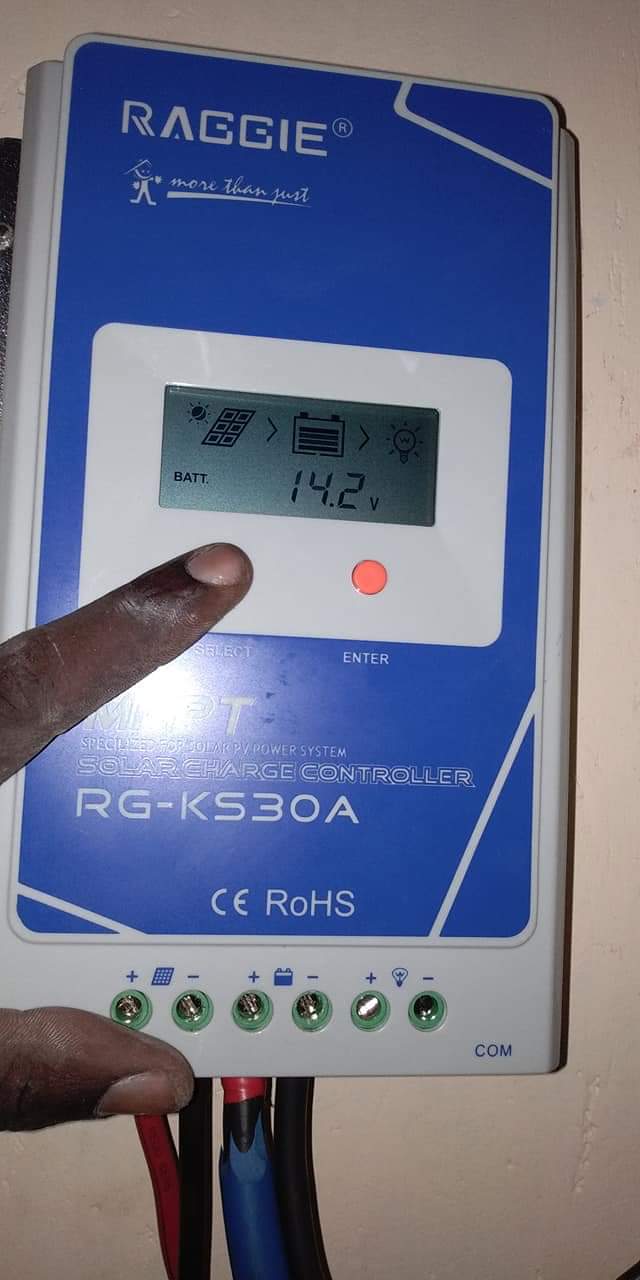 RAGGIE®
more than just
BATT. 14.2 V
SELECT ENTER
MPPT
SPECILIZED FOR SOLAR PV POWER SYSTEM
SOLAR CHARGE CONTROLLER
RG-KS30A
CE RoHS
+ - + - + -
COM